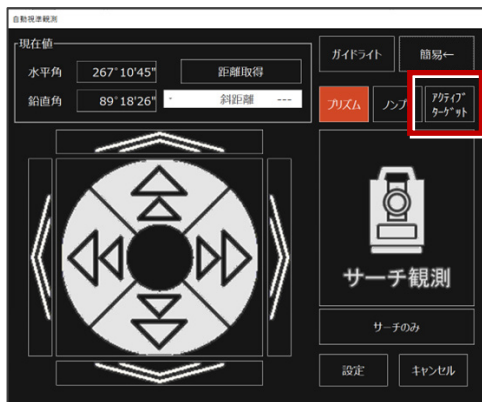 自動視準観測
現在値
水平角 267°10'45" 距離取得
鉛直角 89°18'26" - 斜距離 ---
ガイドライト 簡易←
プリズム ノンプ
アクティブ
ターゲット
サーチ観測
サーチのみ
設定 キャンセル